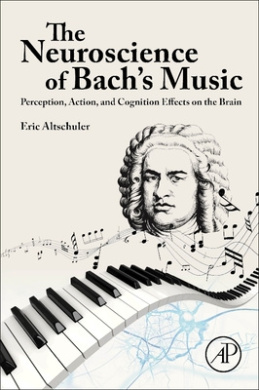 The
Neuroscience
of Bach's Music
Perception, Action, and Cognition Effects on the Brain
Eric Altschuler
AP